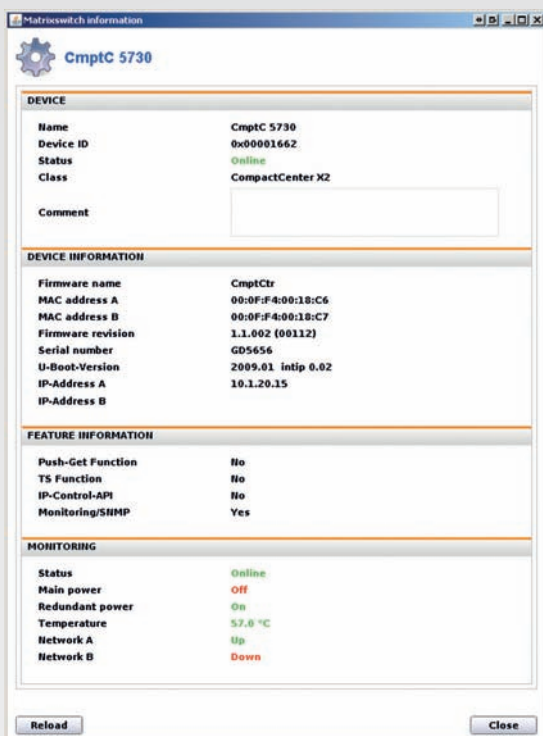 Matrixswitch information
CmptC 5730
DEVICE
Name CmptC 5730
Device ID 0x00001662
Status Online
Class CompactCenter X2
Comment
DEVICE INFORMATION
Firmware name CmptCtr
MAC address A 00:0F:F4:00:18:C6
MAC address B 00:0F:F4:00:18:C7
Firmware revision 1.1.002 (00112)
Serial number GD5656
U-Boot-Version 2009.01 intip 0.02
IP-Address A 10.1.20.15
IP-Address B
FEATURE INFORMATION
Push-Get Function No
TS Function No
IP-Control-API No
Monitoring/SNMP Yes
MONITORING
Status Online
Main power Off
Redundant power On
Temperature 57.0 °C
Network A Up
Network B Down
Reload Close